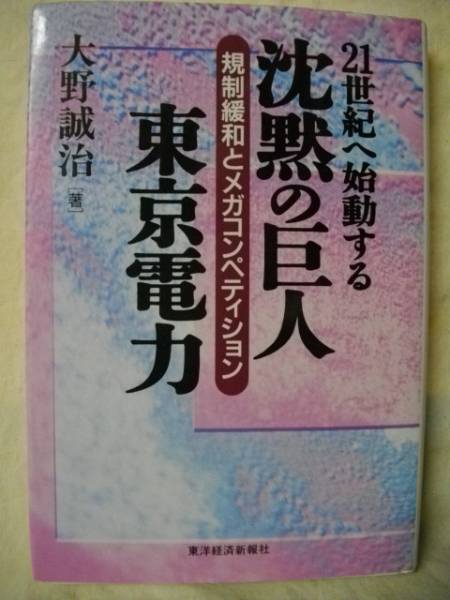 21世紀へ始動する
沈黙の巨人
規制緩和とメガコンペティション
東京電力
大野誠治[著]
東洋経済新報社